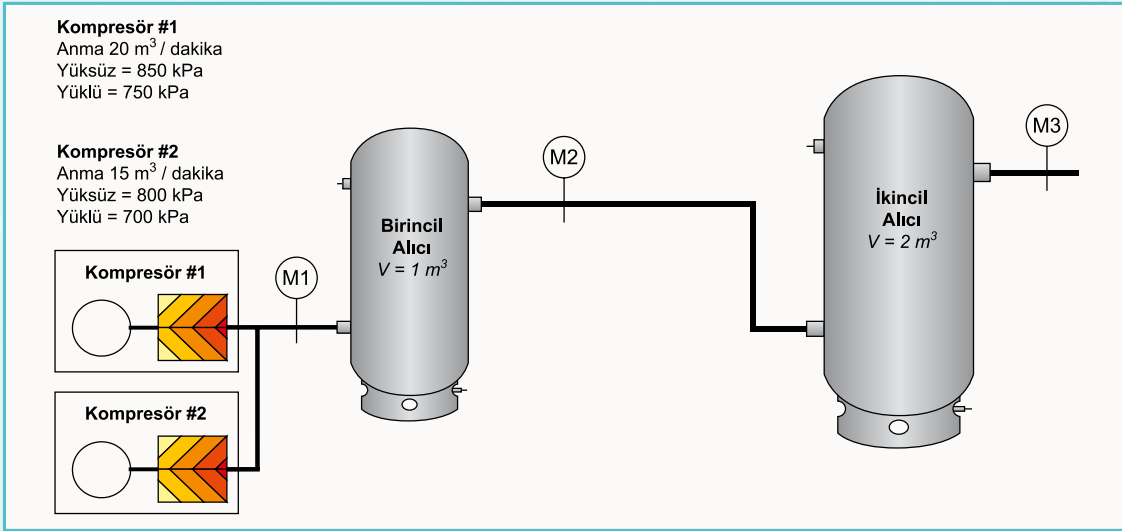 Kompresör #1
Anma 20 m³ / dakika
Yüksüz = 850 kPa
Yüklü = 750 kPa
Kompresör #2
Anma 15 m³ / dakika
Yüksüz = 800 kPa
Yüklü = 700 kPa
Kompresör #1
M1
Kompresör #2
Birincil
Alıcı
V = 1 m³
M2
İkincil
Alıcı
V = 2 m³
M3